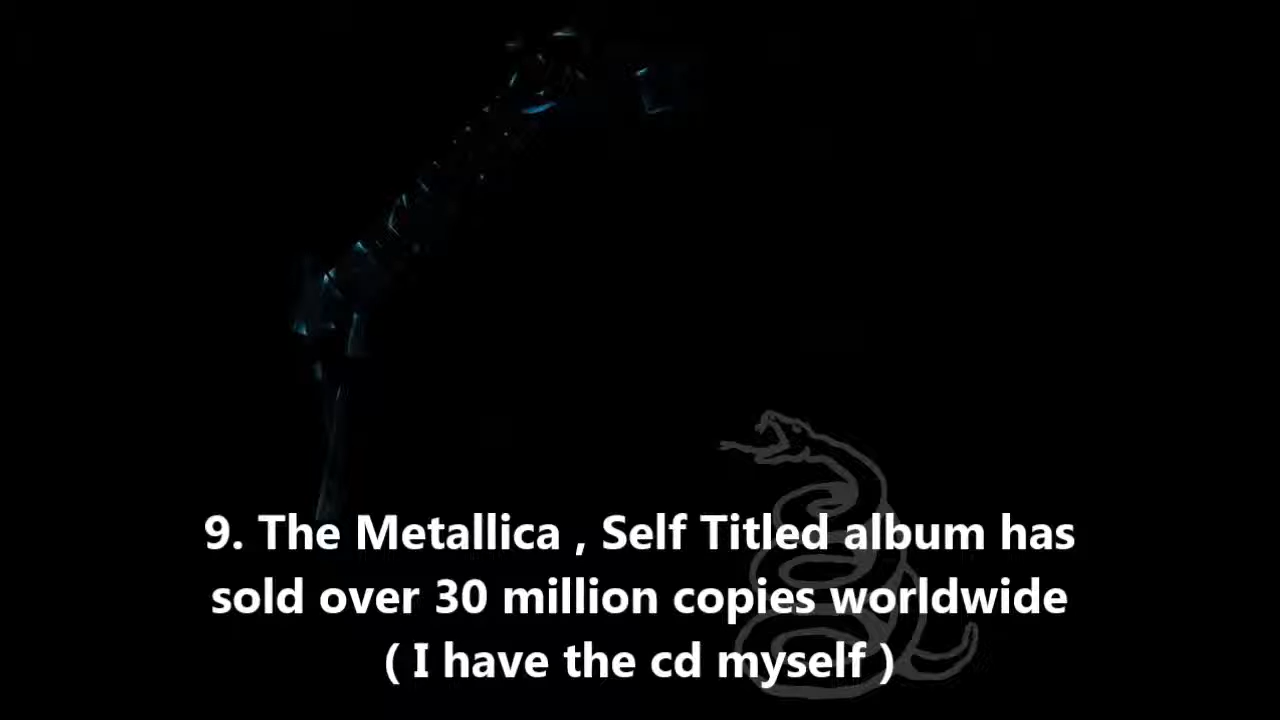 9. The Metallica , Self Titled album has
sold over 30 million copies worldwide
( I have the cd myself )